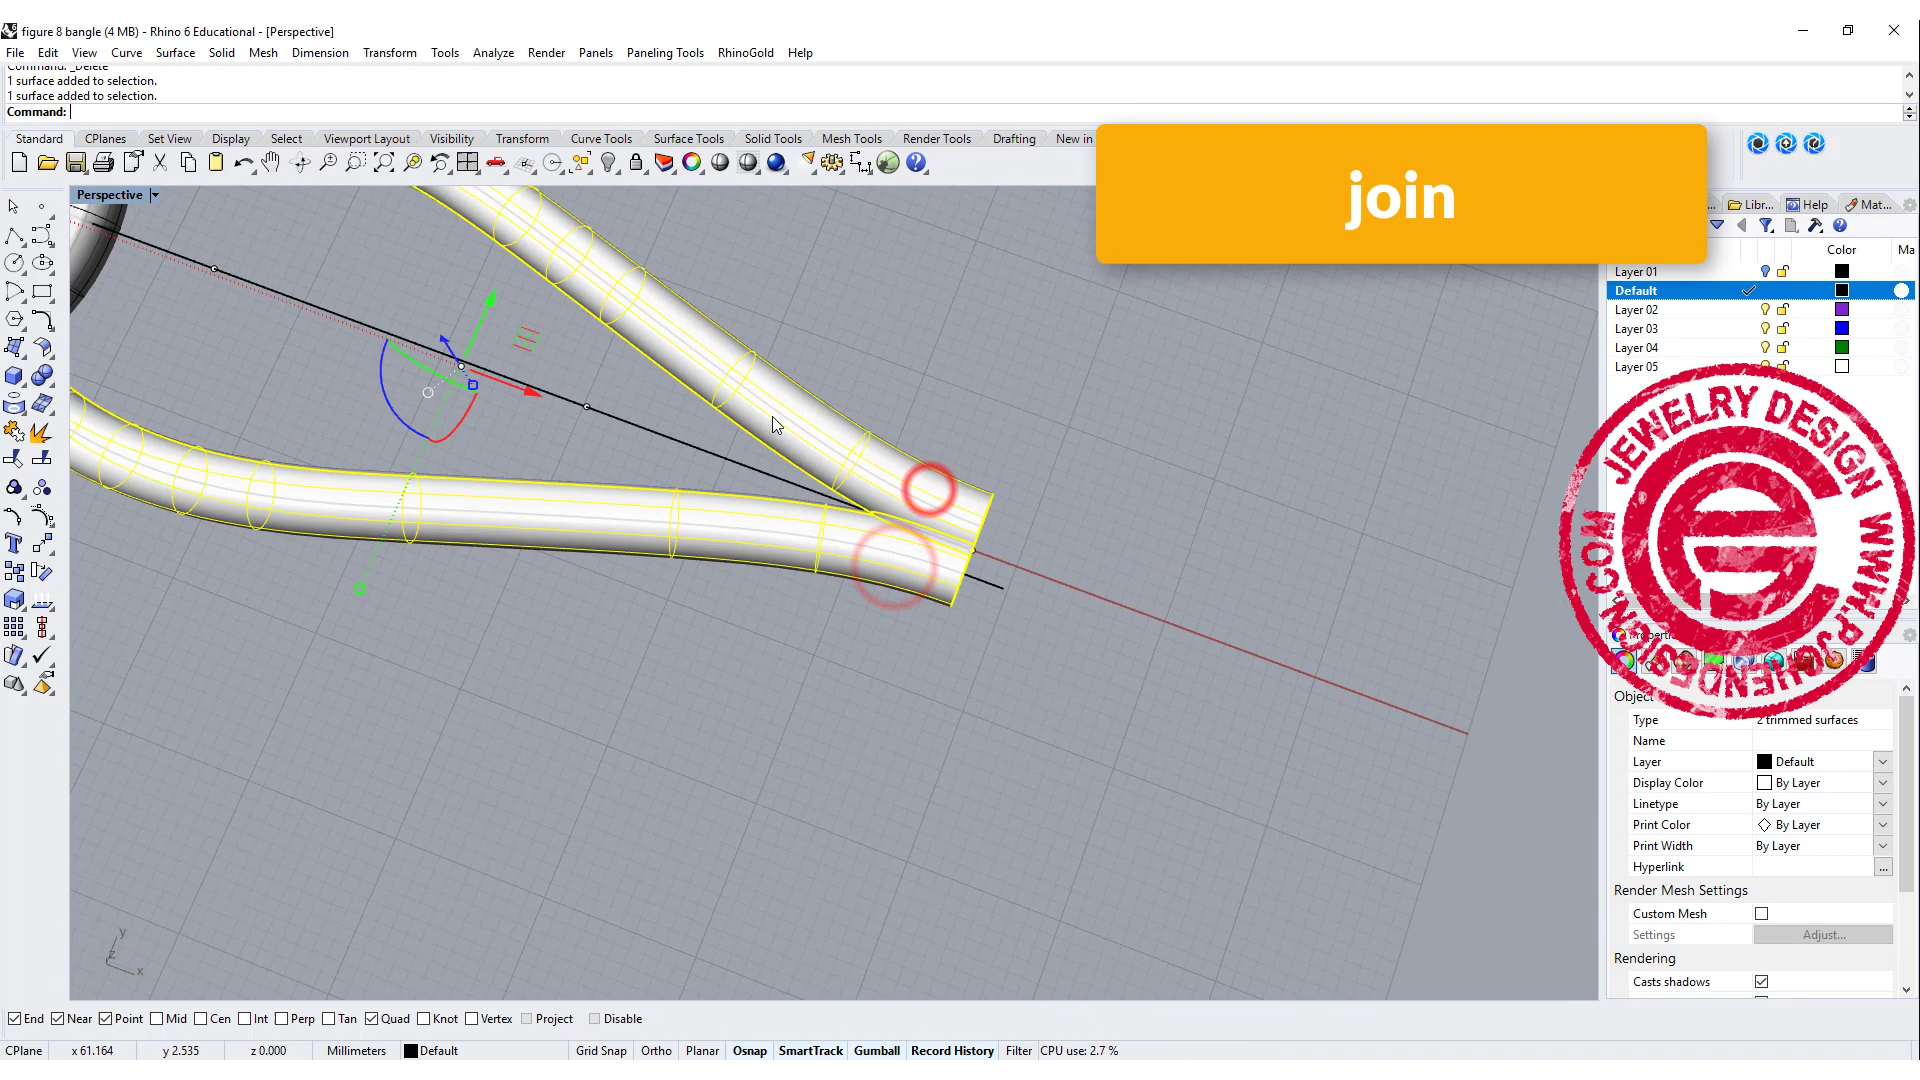 figure 8 bangle (4 MB) - Rhino 6 Educational - [Perspective]
File Edit View Curve Surface Solid Mesh Dimension Transform Tools Analyze Render Panels Paneling Tools RhinoGold Help
Command: _Delete
1 surface added to selection.
1 surface added to selection.
Command:
Standard CPlanes Set View Display Select Viewport Layout Visibility Transform Curve Tools Surface Tools Solid Tools Mesh Tools Render Tools Drafting New in
join
Perspective
... Libr... Help Mat...
Color Ma
Layer 01
Default
Layer 02
Layer 03
Layer 04
Layer 05
JEWELRY DESIGN
WWW.PJCHENDESIGN.COM
Object
Type 2 trimmed surfaces
Name
Layer Default
Display Color By Layer
Linetype By Layer
Print Color By Layer
Print Width By Layer
Hyperlink ...
Render Mesh Settings
Custom Mesh
Settings Adjust...
Rendering
Casts shadows
y
z
x
End Near Point Mid Cen Int Perp Tan Quad Knot Vertex Project Disable
CPlane x 61.164 y 2.535 z 0.000 Millimeters Default Grid Snap Ortho Planar Osnap SmartTrack Gumball Record History Filter CPU use: 2.7 %